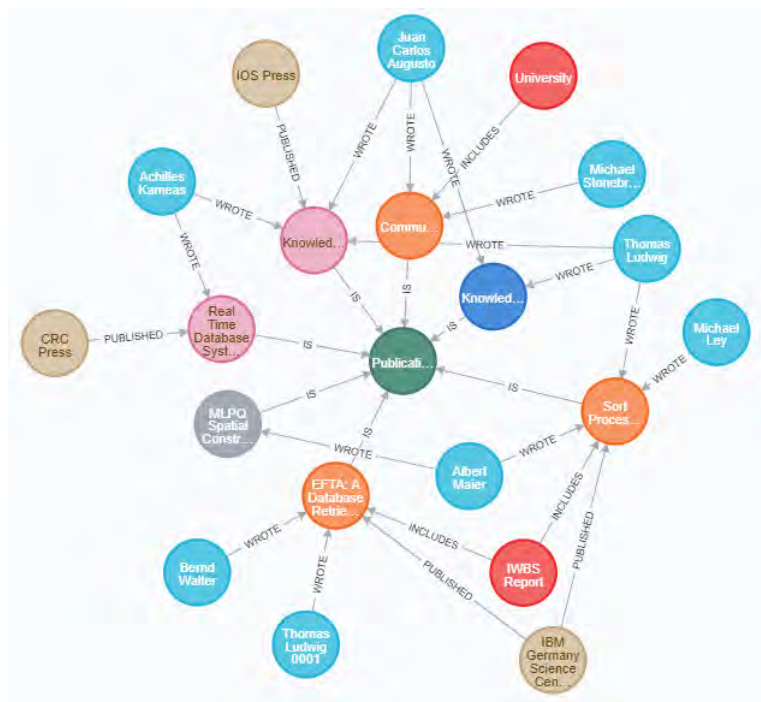 Juan
Carlos
Augusto
IOS Press
University
PUBLISHED
WROTE
WROTE
WROTE
INCLUDES
Michael
Stonebr…
WROTE
Achilles
Kameas
WROTE
WROTE
Knowled…
Commu…
WROTE
Thomas
Ludwig
WROTE
Knowled…
IS
IS
IS
WROTE
CRC
Press
PUBLISHED
Real
Time
Database
Syst…
IS
Publicati…
Michael
Ley
WROTE
IS
MLPQ
Spatial
Constr…
IS
IS
WROTE
Sort
Proces…
Albert
Maier
WROTE
EFTA: A
Database
Retrie…
INCLUDES
INCLUDES
PUBLISHED
PUBLISHED
WROTE
Bernd
Walter
WROTE
IWBS
Report
Thomas
Ludwig
0001
IBM
Germany
Science
Cen…